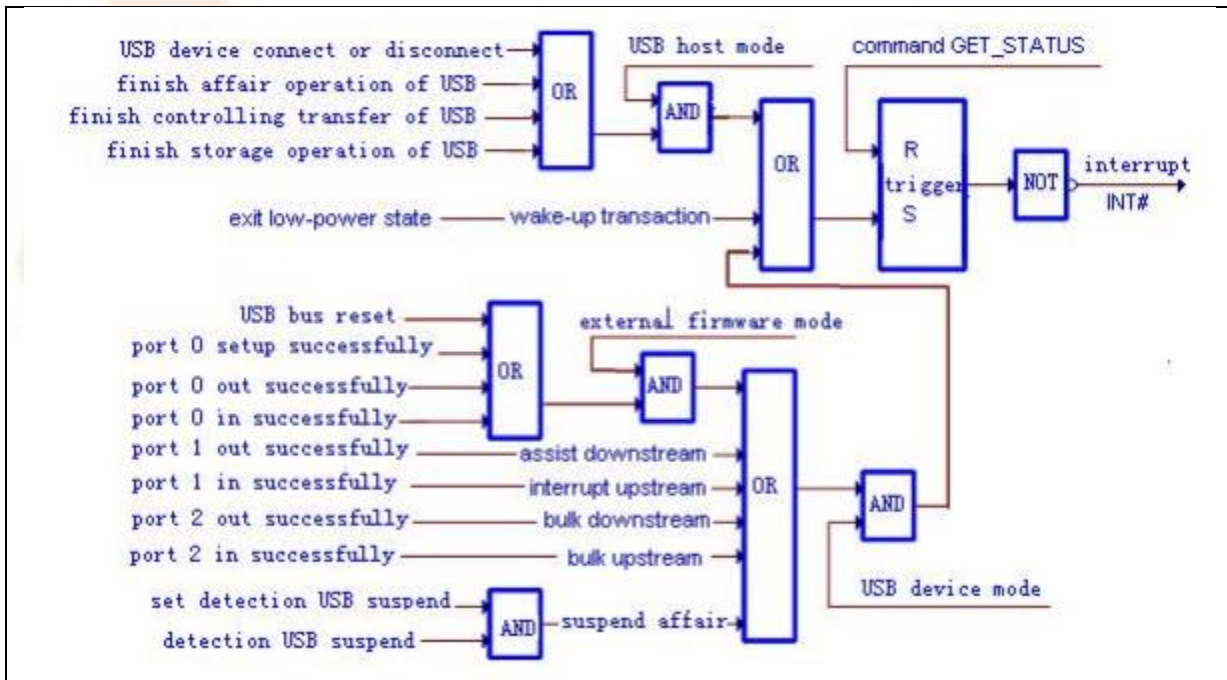 USB device connect or disconnect
finish affair operation of USB
finish controlling transfer of USB
finish storage operation of USB
OR
USB host mode
AND
command GET_STATUS
OR
R
trigger
S
NOT
interrupt
INT#
exit low-power state
wake-up transaction
USB bus reset
port 0 setup successfully
port 0 out successfully
port 0 in successfully
OR
external firmware mode
AND
port 1 out successfully
assist downstream
port 1 in successfully
interrupt upstream
port 2 out successfully
bulk downstream
port 2 in successfully
bulk upstream
OR
AND
USB device mode
set detection USB suspend
detection USB suspend
AND
suspend affair